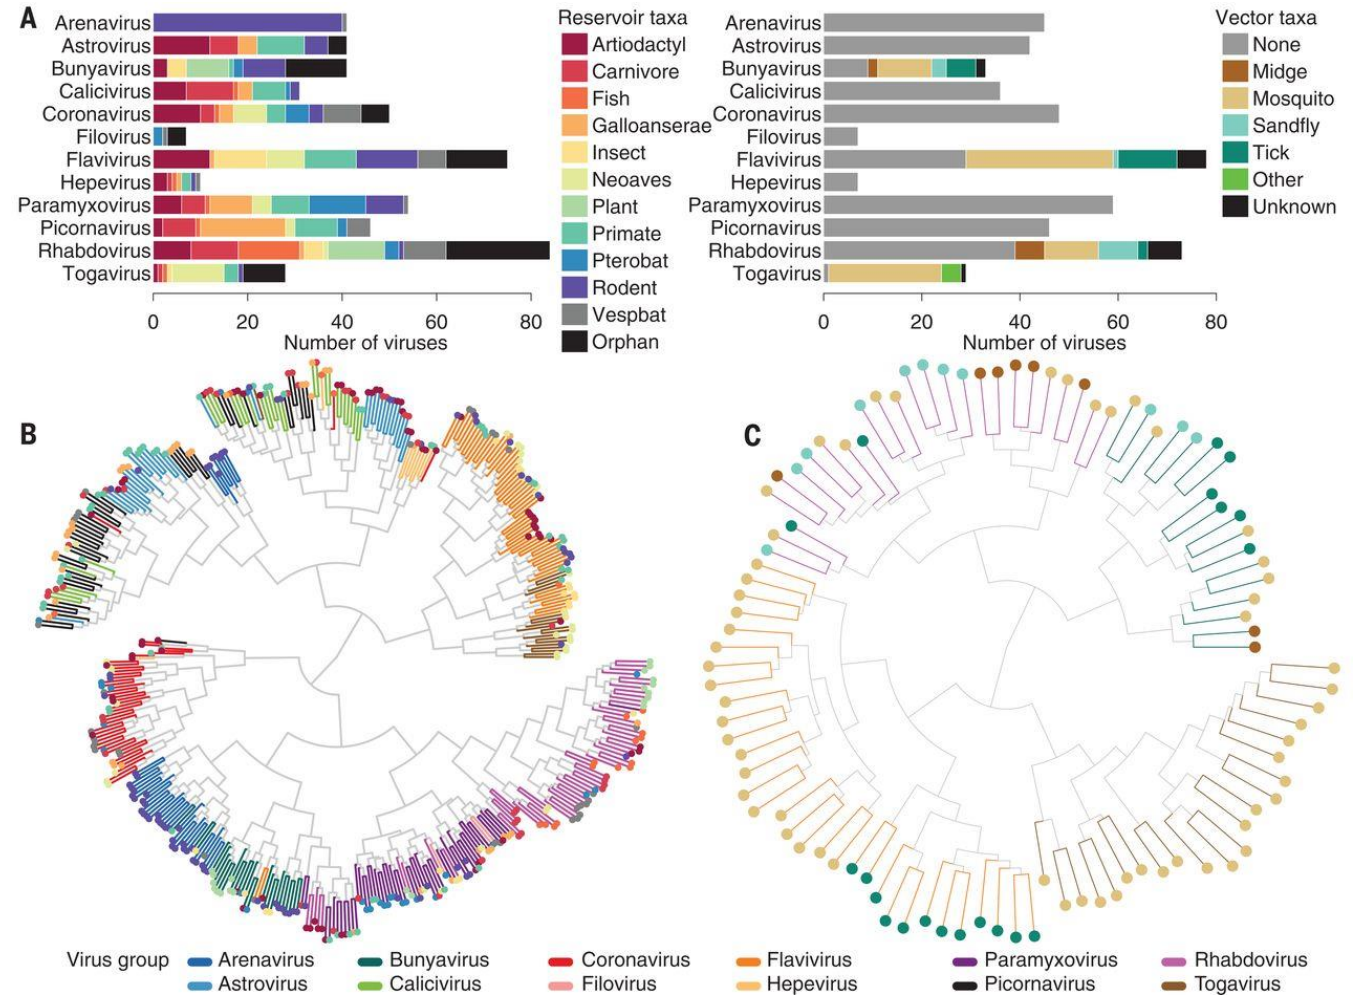 A
Reservoir taxa
Arenavirus
Astrovirus
Bunyavirus
Calicivirus
Coronavirus
Filovirus
Flavivirus
Hepevirus
Paramyxovirus
Picornavirus
Rhabdovirus
Togavirus
0 20 40 60 80
Number of viruses
Artiodactyl
Carnivore
Fish
Galloanserae
Insect
Neoaves
Plant
Primate
Pterobat
Rodent
Vespbat
Orphan
Arenavirus
Astrovirus
Bunyavirus
Calicivirus
Coronavirus
Filovirus
Flavivirus
Hepevirus
Paramyxovirus
Picornavirus
Rhabdovirus
Togavirus
0 20 40 60 80
Number of viruses
Vector taxa
None
Midge
Mosquito
Sandfly
Tick
Other
Unknown
B
C
Virus group Arenavirus Bunyavirus Coronavirus Flavivirus Paramyxovirus Rhabdovirus
Astrovirus Calicivirus Filovirus Hepevirus Picornavirus Togavirus